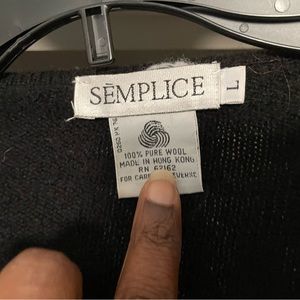 SEMPLICE
L
100% PURE WOOL
MADE IN HONG KONG
RN 62162
FOR CARE